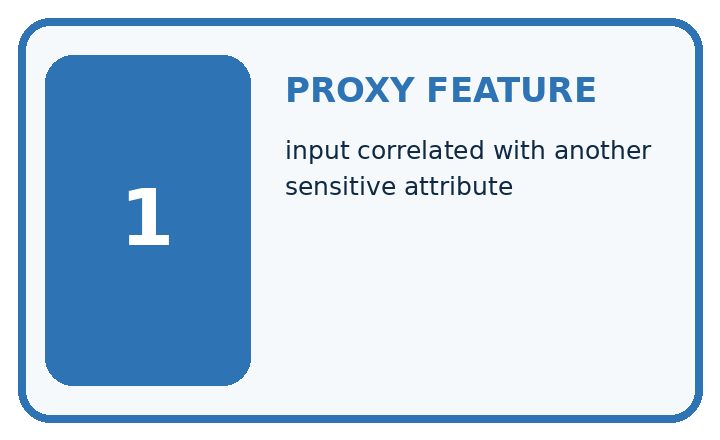 1
PROXY FEATURE
input correlated with another
sensitive attribute